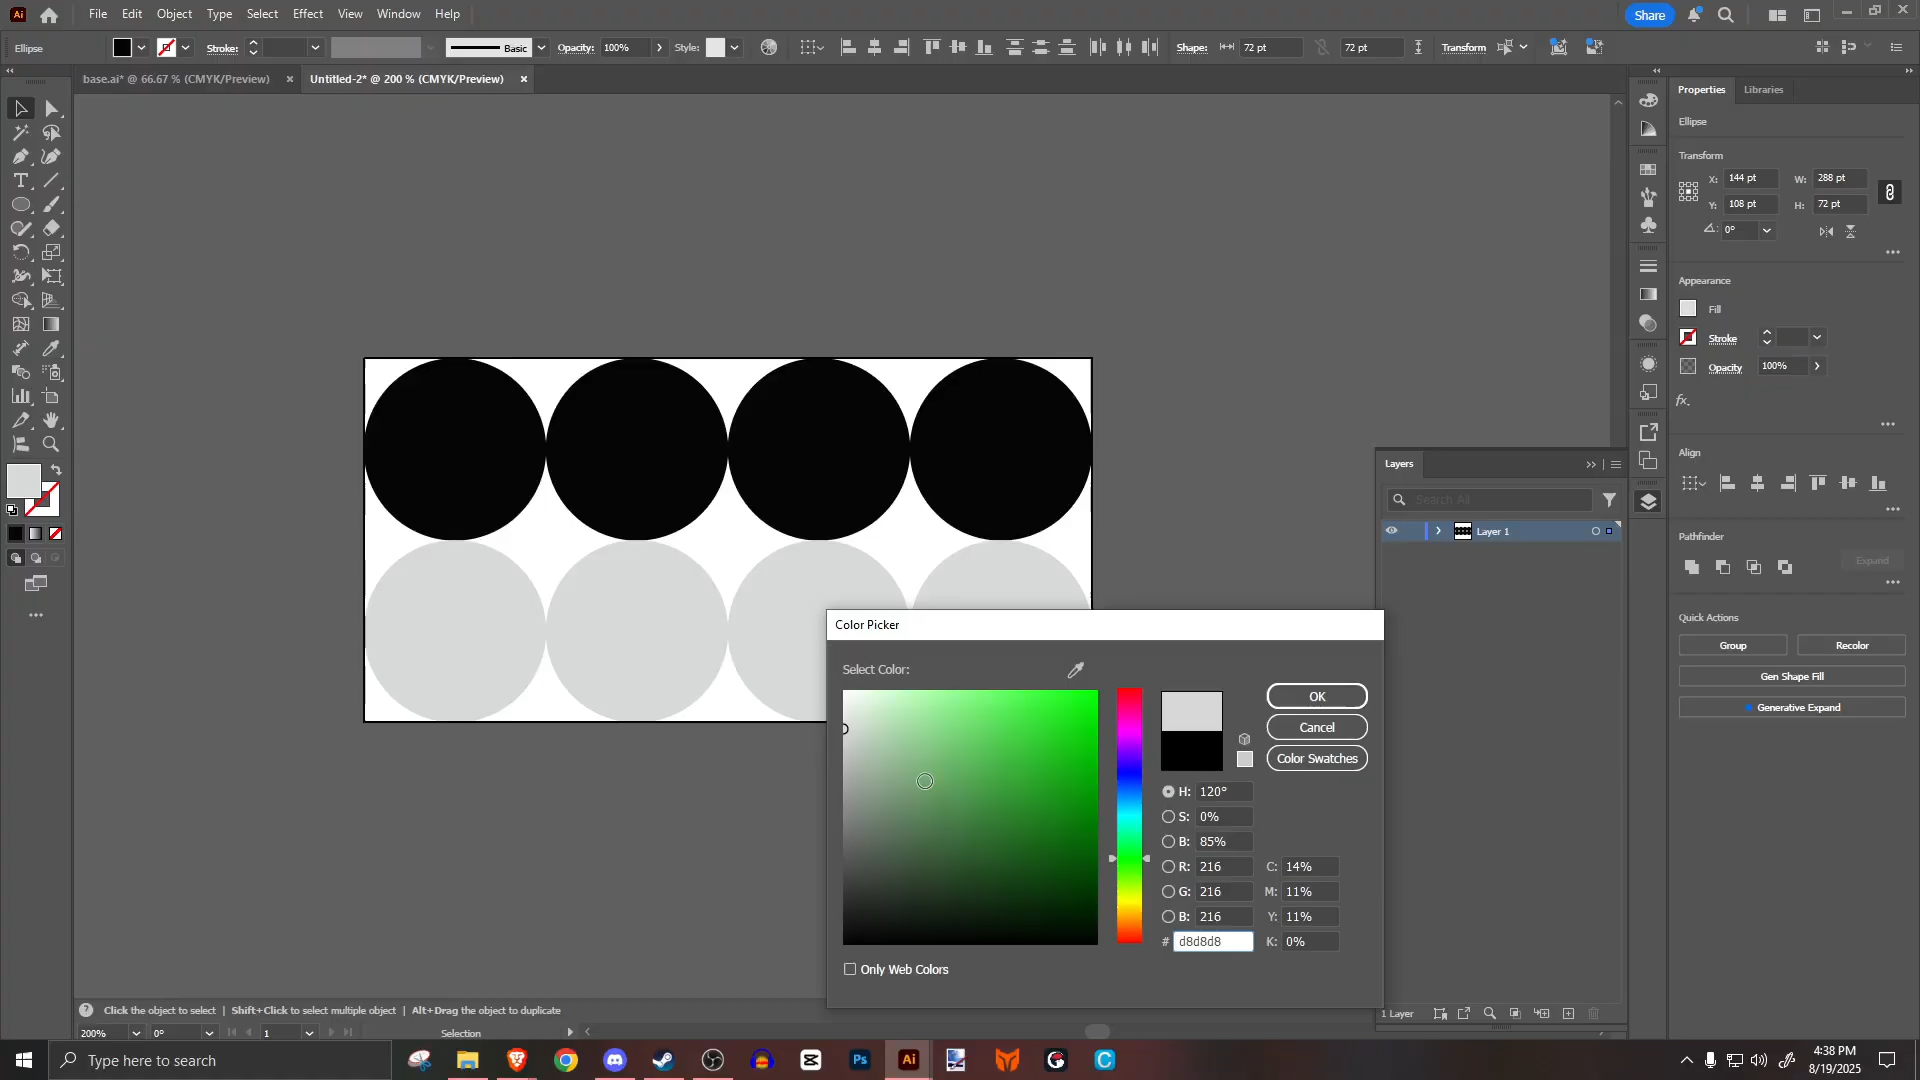 Ai File Edit Object Type Select Effect View Window Help Share
Ellipse Stroke: Basic Opacity: 100% Style: Shape: 72 pt 72 pt Transform
base.ai* @ 66.67 % (CMYK/Preview) × Untitled-2* @ 200 % (CMYK/Preview) ×
Properties Libraries
Ellipse
Transform
X: 144 pt W: 288 pt
Y: 108 pt H: 72 pt
0°
Appearance
Fill
Stroke
Opacity 100%
fx.
Align
Pathfinder
Expand
Quick Actions
Group Recolor
Gen Shape Fill
Generative Expand
Layers
Search All
Layer 1
1 Layer
Color Picker
Select Color:
OK
Cancel
Color Swatches
H: 120°
S: 0%
B: 85%
R: 216 C: 14%
G: 216 M: 11%
B: 216 Y: 11%
# d8d8d8 K: 0%
Only Web Colors
? Click the object to select | Shift+Click to select multiple object | Alt+Drag the object to duplicate
200% 0° 1 Selection
Type here to search
Ps Ai
4:38 PM
8/19/2025